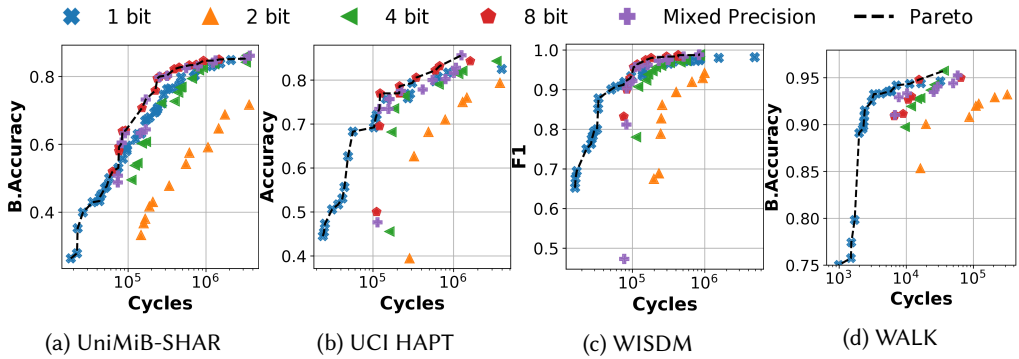 1 bit 2 bit 4 bit 8 bit Mixed Precision Pareto
B.Accuracy
0.8
0.6
0.4
10^5 10^6
Cycles
(a) UniMiB-SHAR
Accuracy
0.8
0.7
0.6
0.5
0.4
10^5 10^6
Cycles
(b) UCI HAPT
F1
1.0
0.9
0.8
0.7
0.6
0.5
10^5 10^6
Cycles
(c) WISDM
B.Accuracy
0.95
0.90
0.85
0.80
0.75
10^3 10^4 10^5
Cycles
(d) WALK